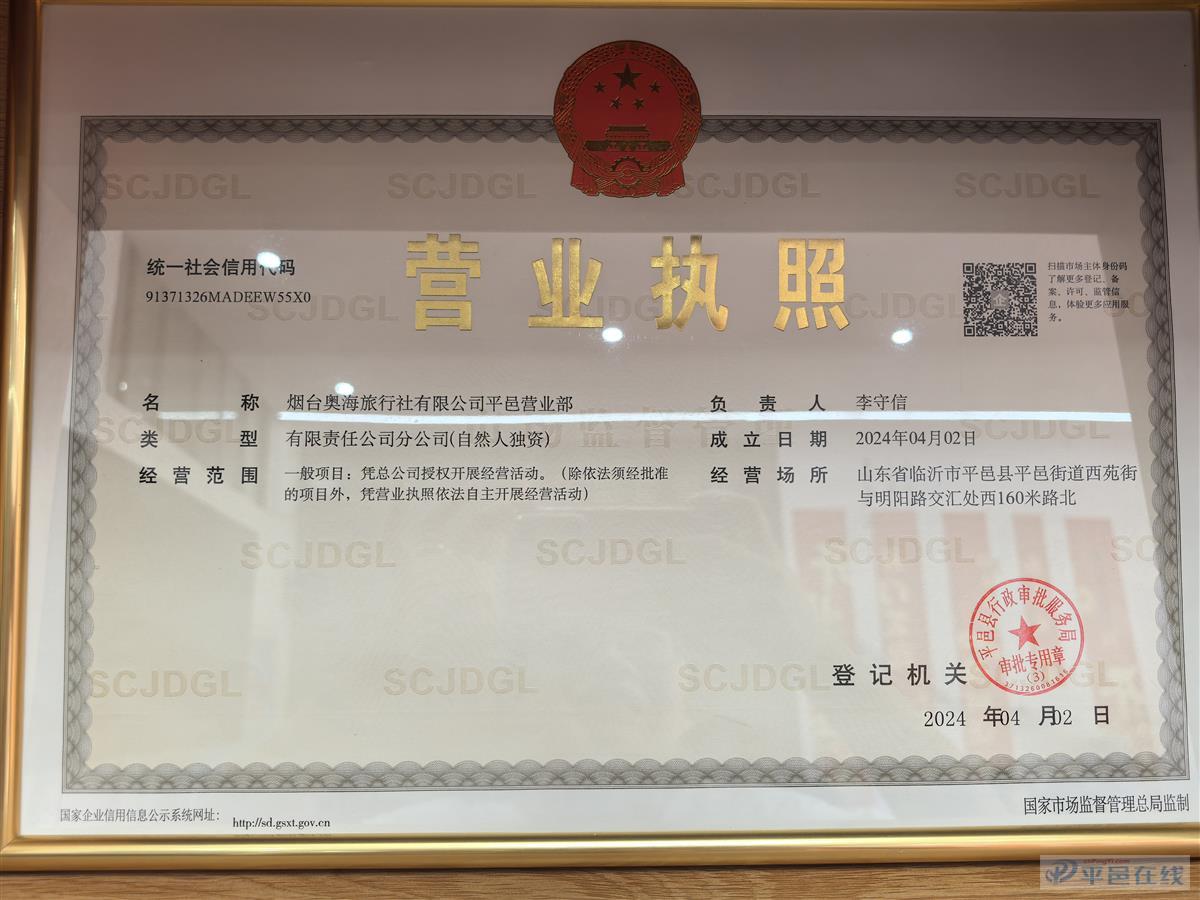 营业执照
统一社会信用代码
91371326MADEEW55X0
扫描市场主体身份码
了解更多登记、备
案、许可、监管信
息，体验更多应用服
务。
名称 烟台奥海旅行社有限公司平邑营业部
类型 有限责任公司分公司(自然人独资)
经营范围 一般项目：凭总公司授权开展经营活动。（除依法须经批准
的项目外，凭营业执照依法自主开展经营活动）
负责人 李守信
成立日期 2024年04月02日
经营场所 山东省临沂市平邑县平邑街道西苑街
与明阳路交汇处西160米路北
SCJDGL
平邑县行政审批服务局
审批专用章
(3)
登记机关
2024 年04 月02 日
国家企业信用信息公示系统网址：http://sd.gsxt.gov.cn
国家市场监督管理总局监制
平邑在线